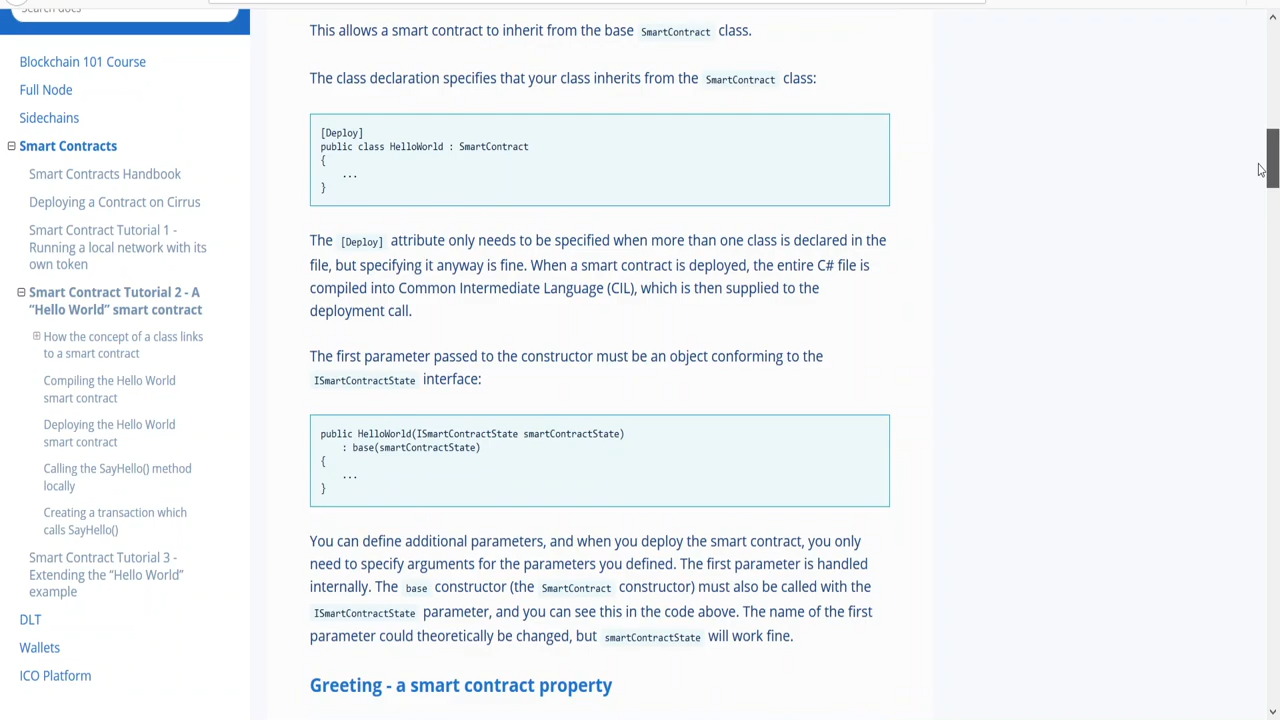 Search docs
Blockchain 101 Course
Full Node
Sidechains
Smart Contracts
Smart Contracts Handbook
Deploying a Contract on Cirrus
Smart Contract Tutorial 1 -
Running a local network with its
own token
Smart Contract Tutorial 2 - A
“Hello World” smart contract
How the concept of a class links
to a smart contract
Compiling the Hello World
smart contract
Deploying the Hello World
smart contract
Calling the SayHello() method
locally
Creating a transaction which
calls SayHello()
Smart Contract Tutorial 3 -
Extending the “Hello World”
example
DLT
Wallets
ICO Platform
This allows a smart contract to inherit from the base SmartContract class.
The class declaration specifies that your class inherits from the SmartContract class:
[Deploy]
public class HelloWorld : SmartContract
{
...
}
The [Deploy] attribute only needs to be specified when more than one class is declared in the
file, but specifying it anyway is fine. When a smart contract is deployed, the entire C# file is
compiled into Common Intermediate Language (CIL), which is then supplied to the
deployment call.
The first parameter passed to the constructor must be an object conforming to the
ISmartContractState interface:
public HelloWorld(ISmartContractState smartContractState)
: base(smartContractState)
{
...
}
You can define additional parameters, and when you deploy the smart contract, you only
need to specify arguments for the parameters you defined. The first parameter is handled
internally. The base constructor (the SmartContract constructor) must also be called with the
ISmartContractState parameter, and you can see this in the code above. The name of the first
parameter could theoretically be changed, but smartContractState will work fine.
Greeting - a smart contract property